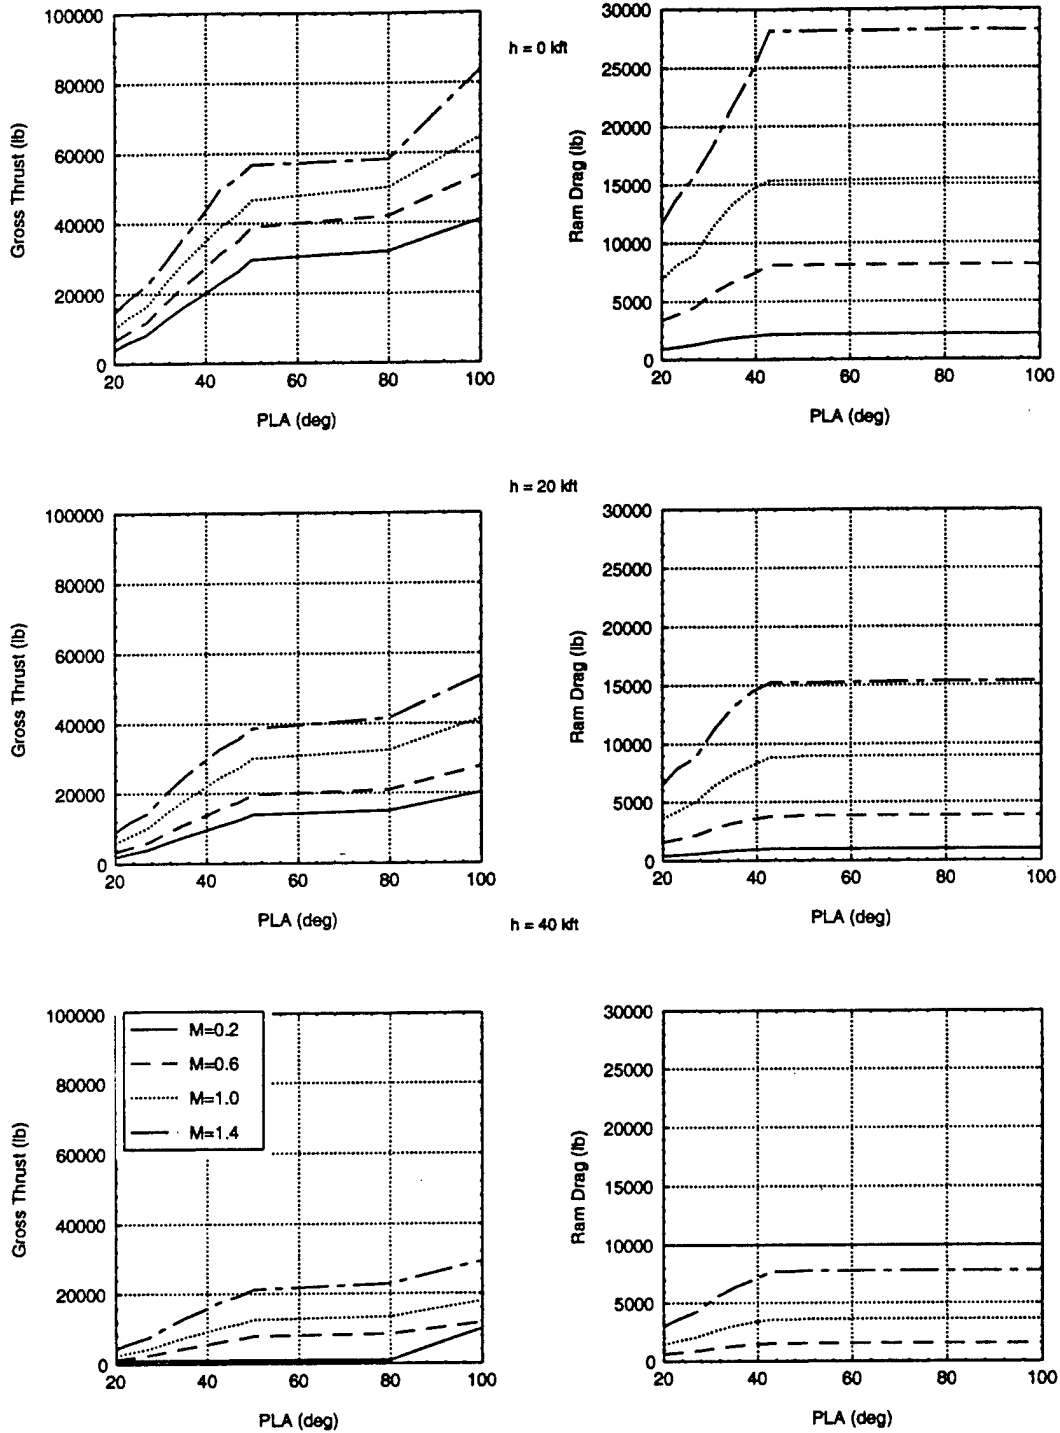 h = 0 kft
100000
80000
60000
40000
20000
0
Gross Thrust (lb)
20 40 60 80 100
PLA (deg)
30000
25000
20000
15000
10000
5000
0
Ram Drag (lb)
20 40 60 80 100
PLA (deg)
h = 20 kft
100000
80000
60000
40000
20000
0
Gross Thrust (lb)
20 40 60 80 100
PLA (deg)
30000
25000
20000
15000
10000
5000
0
Ram Drag (lb)
20 40 60 80 100
PLA (deg)
h = 40 kft
100000
80000
60000
40000
20000
0
Gross Thrust (lb)
M=0.2
M=0.6
M=1.0
M=1.4
20 40 60 80 100
PLA (deg)
30000
25000
20000
15000
10000
5000
0
Ram Drag (lb)
20 40 60 80 100
PLA (deg)